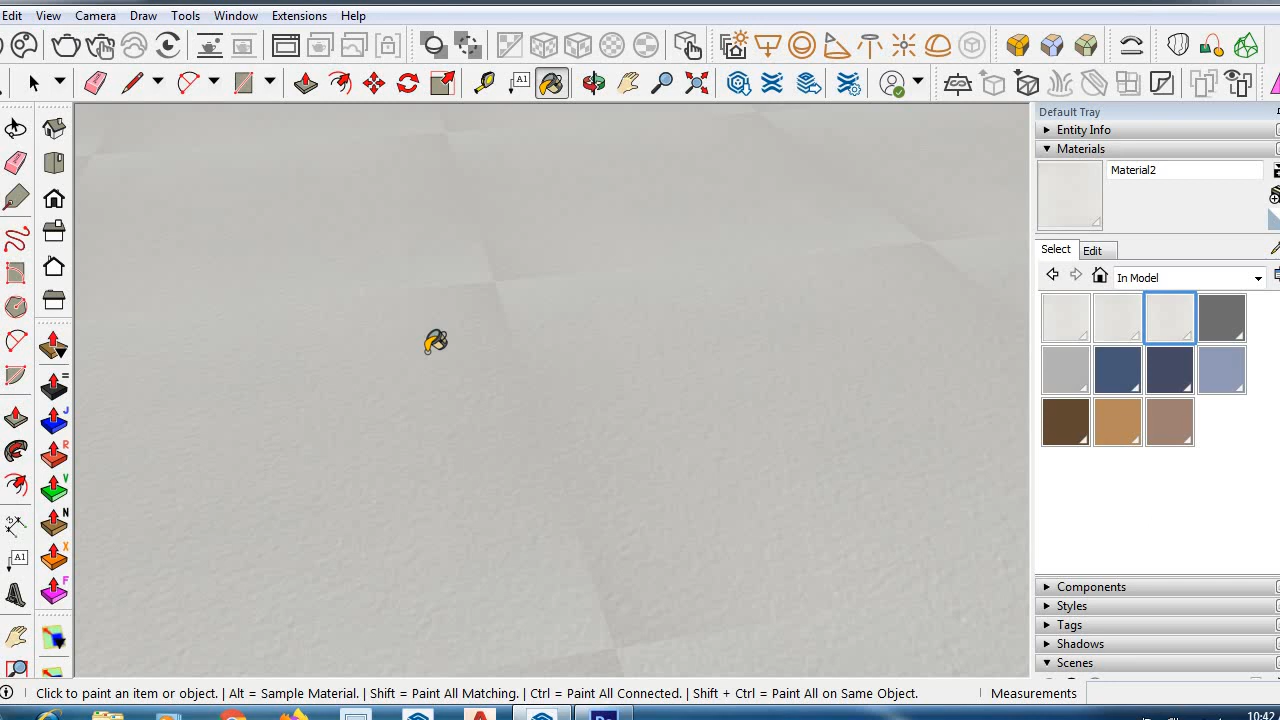 Edit View Camera Draw Tools Window Extensions Help
A1
Default Tray
Entity Info
Materials
Material2
Select Edit
In Model
=
J
R
V
N
A1
X
F
Components
Styles
Tags
Shadows
Scenes
Click to paint an item or object. | Alt = Sample Material. | Shift = Paint All Matching. | Ctrl = Paint All Connected. | Shift + Ctrl = Paint All on Same Object.
Measurements
10:42